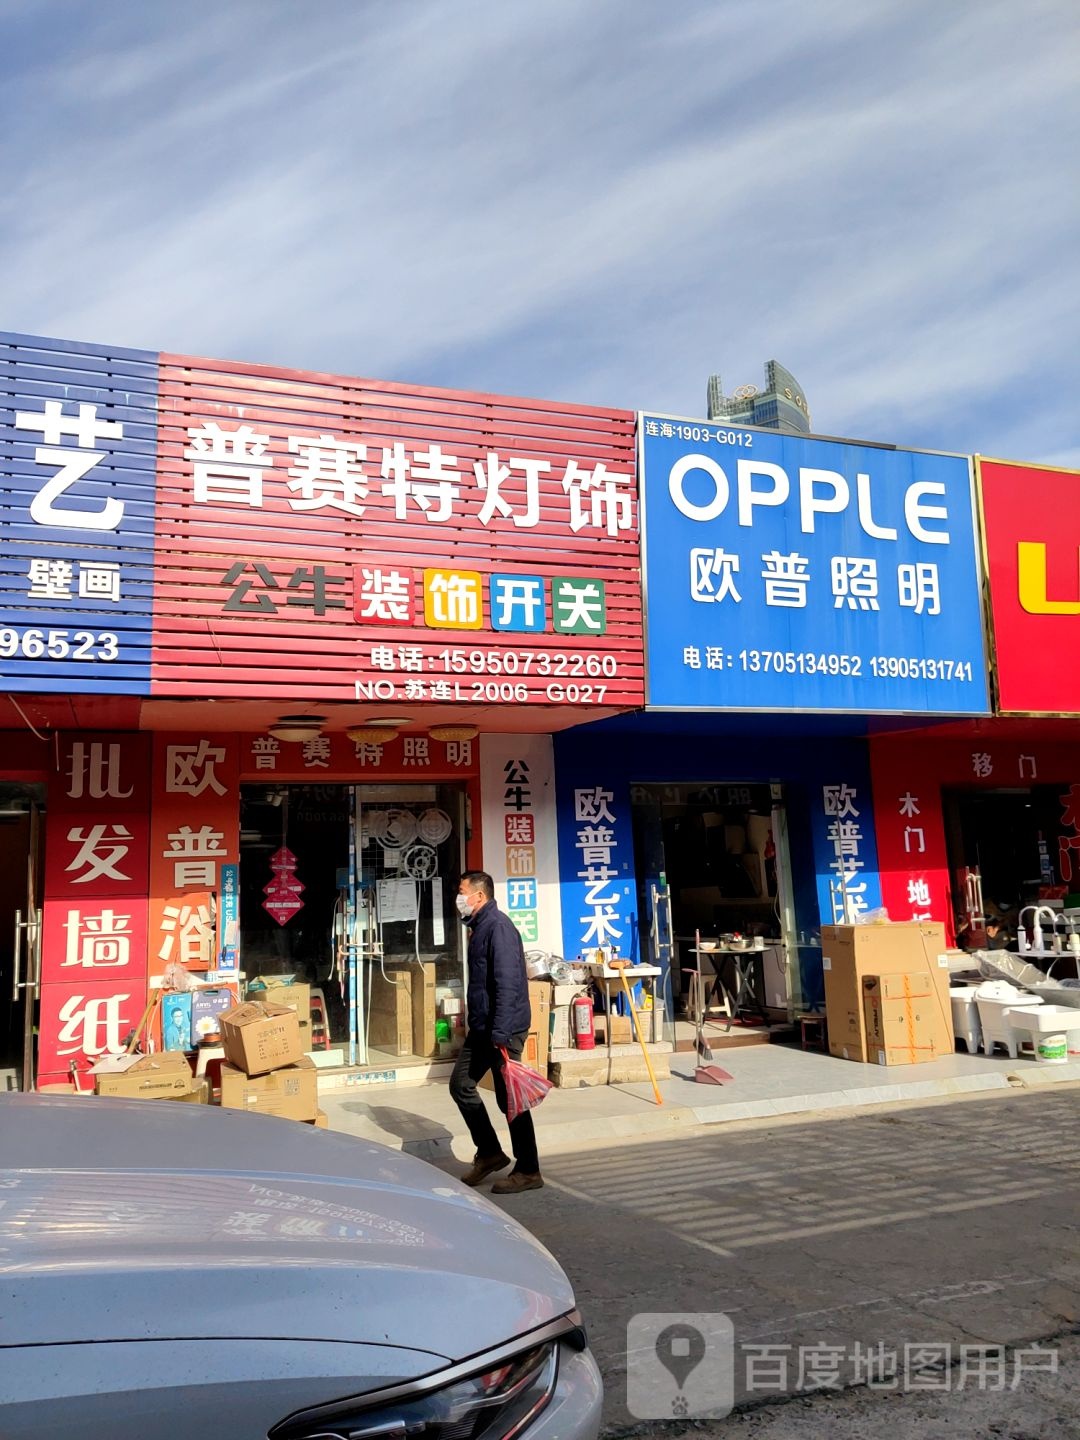 艺
壁画
96523
普赛特灯饰
公牛装饰开关
电话:15950732260
NO.苏连L2006-G027
连海:1903-G012
OPPLE
欧普照明
电话:13705134952 13905131741
批发墙纸
欧普浴
普赛特照明
公牛装饰开关
欧普艺术
欧普艺术
移门
木门
地
百度地图用户